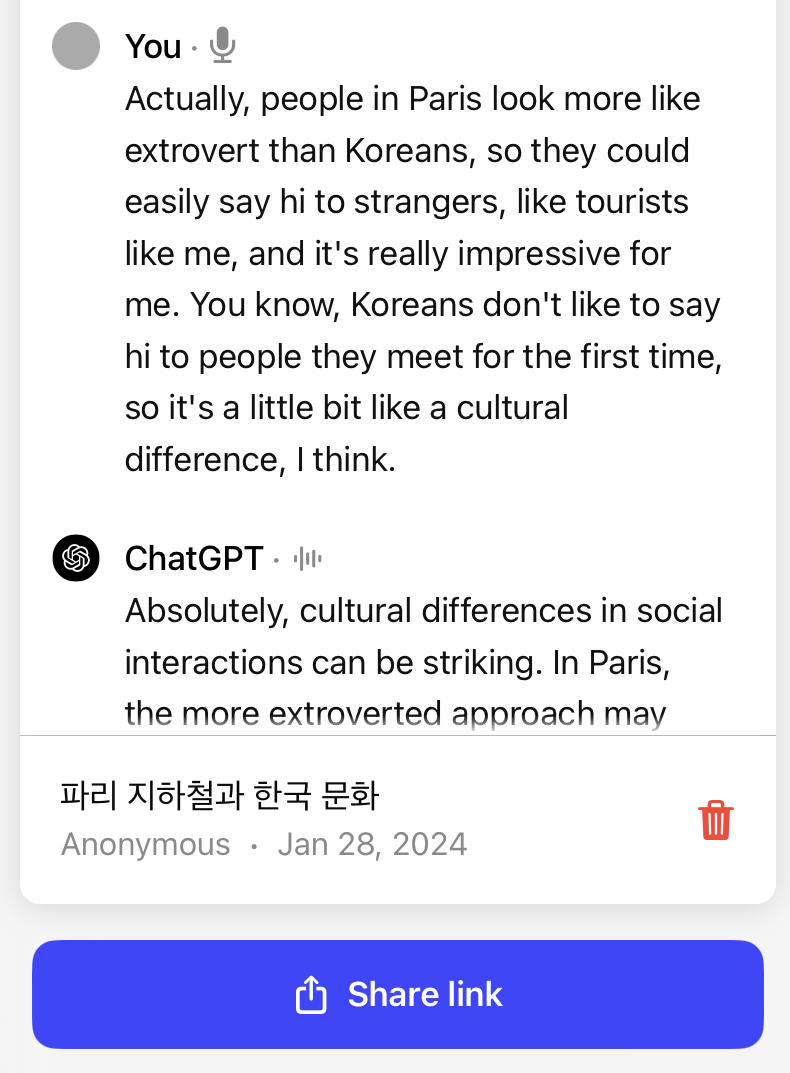 You ·
Actually, people in Paris look more like
extrovert than Koreans, so they could
easily say hi to strangers, like tourists
like me, and it's really impressive for
me. You know, Koreans don't like to say
hi to people they meet for the first time,
so it's a little bit like a cultural
difference, I think.
ChatGPT ·
Absolutely, cultural differences in social
interactions can be striking. In Paris,
the more extroverted approach may
파리 지하철과 한국 문화
Anonymous · Jan 28, 2024
Share link